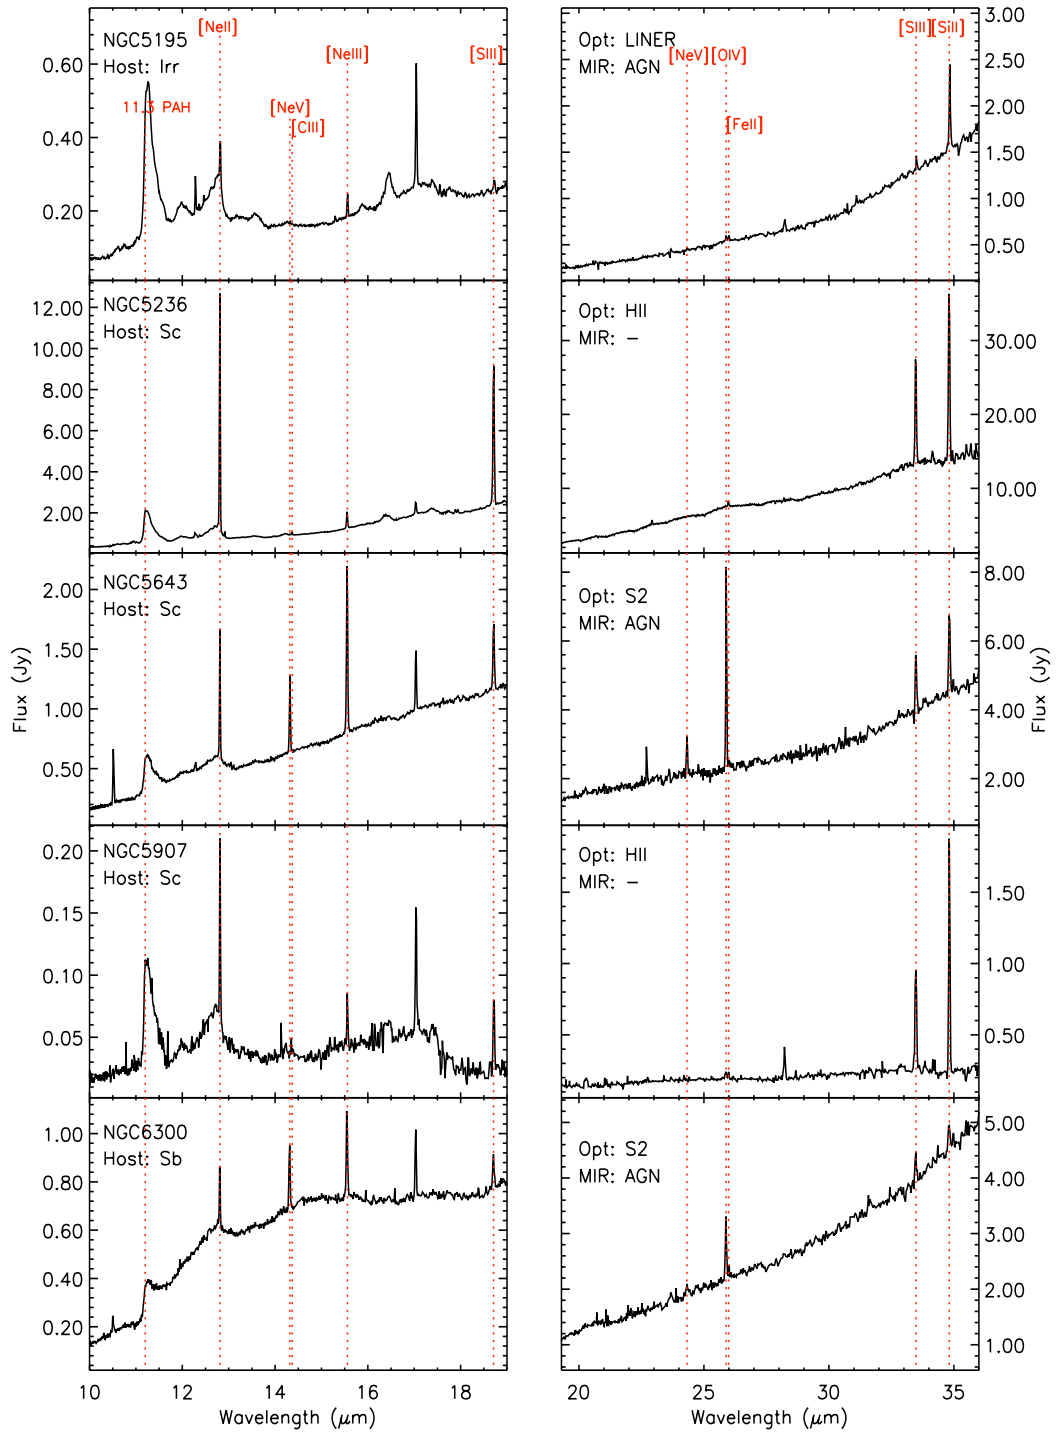 NGC5195
Host: Irr
11.3 PAH
[NeII]
[NeV]
[ClII]
[NeIII]
[SIII]
0.60
0.40
0.20
Opt: LINER
MIR: AGN
[NeV] [OIV]
[FeII]
[SIII] [SiII]
3.00
2.50
2.00
1.50
1.00
0.50
NGC5236
Host: Sc
12.00
10.00
8.00
6.00
4.00
2.00
Opt: HII
MIR: –
30.00
20.00
10.00
NGC5643
Host: Sc
2.00
1.50
1.00
0.50
Flux (Jy)
Opt: S2
MIR: AGN
8.00
6.00
4.00
2.00
Flux (Jy)
NGC5907
Host: Sc
0.20
0.15
0.10
0.05
Opt: HII
MIR: –
1.50
1.00
0.50
NGC6300
Host: Sb
1.00
0.80
0.60
0.40
0.20
Opt: S2
MIR: AGN
5.00
4.00
3.00
2.00
1.00
10 12 14 16 18
Wavelength (μm)
20 25 30 35
Wavelength (μm)